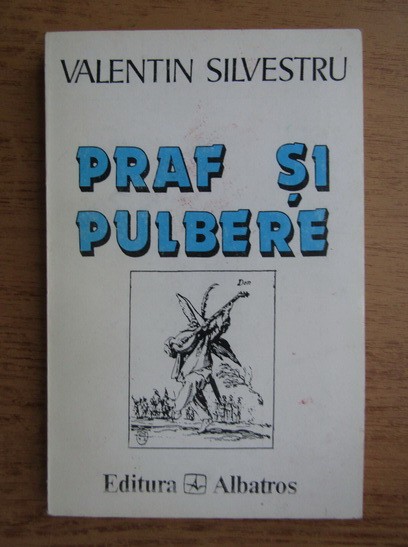 VALENTIN SILVESTRU
PRAF ȘI
PULBERE
Editura Albatros